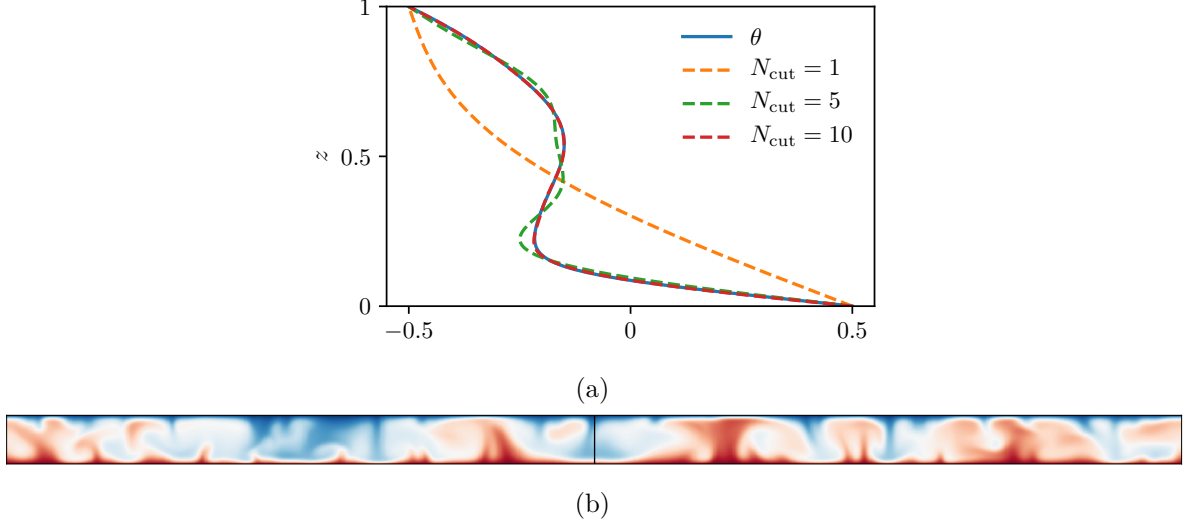 1
z
0.5
0
−0.5
0
0.5
θ
N_cut = 1
N_cut = 5
N_cut = 10
(a)
(b)